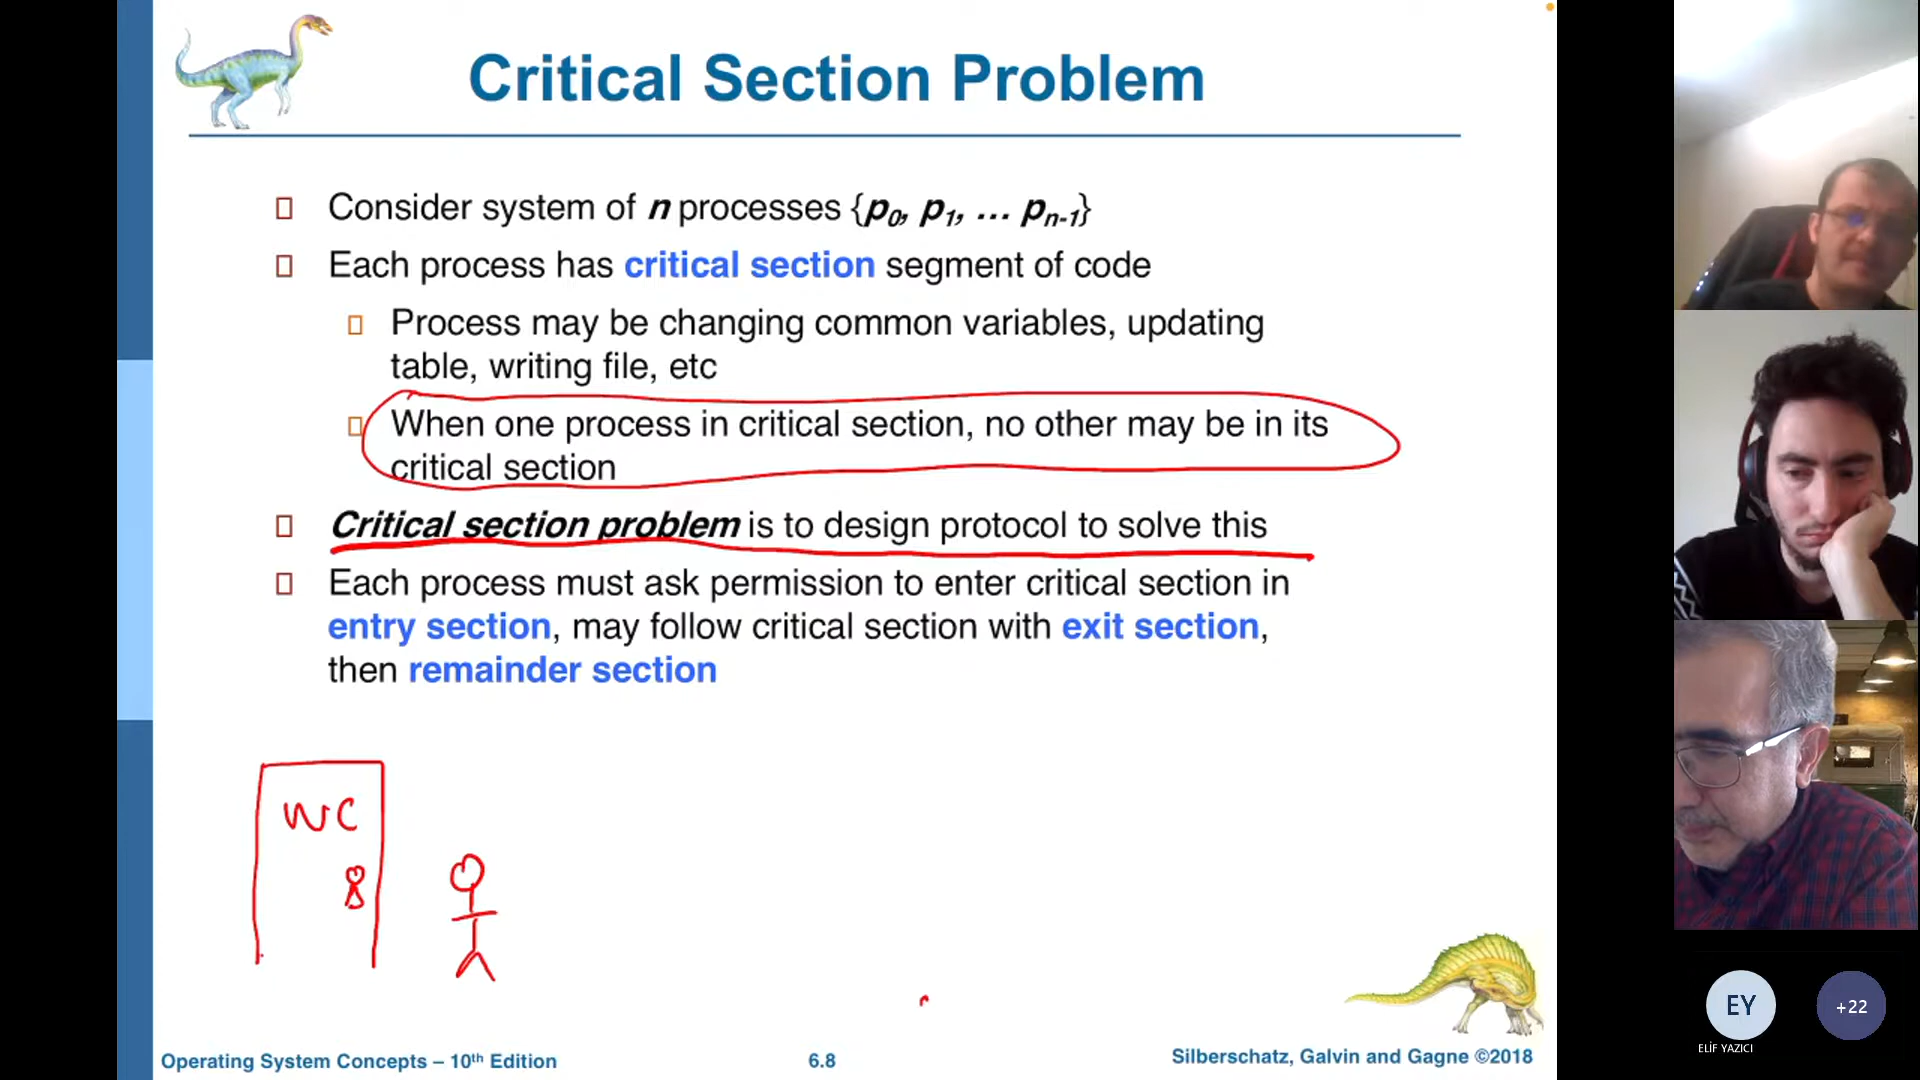 Critical Section Problem
Consider system of n processes {p0, p1, … pn-1}
Each process has critical section segment of code
Process may be changing common variables, updating
table, writing file, etc
When one process in critical section, no other may be in its
critical section
Critical section problem is to design protocol to solve this
Each process must ask permission to enter critical section in
entry section, may follow critical section with exit section,
then remainder section
WC
Operating System Concepts – 10th Edition
6.8
Silberschatz, Galvin and Gagne ©2018
EY
+22
ELİF YAZICI